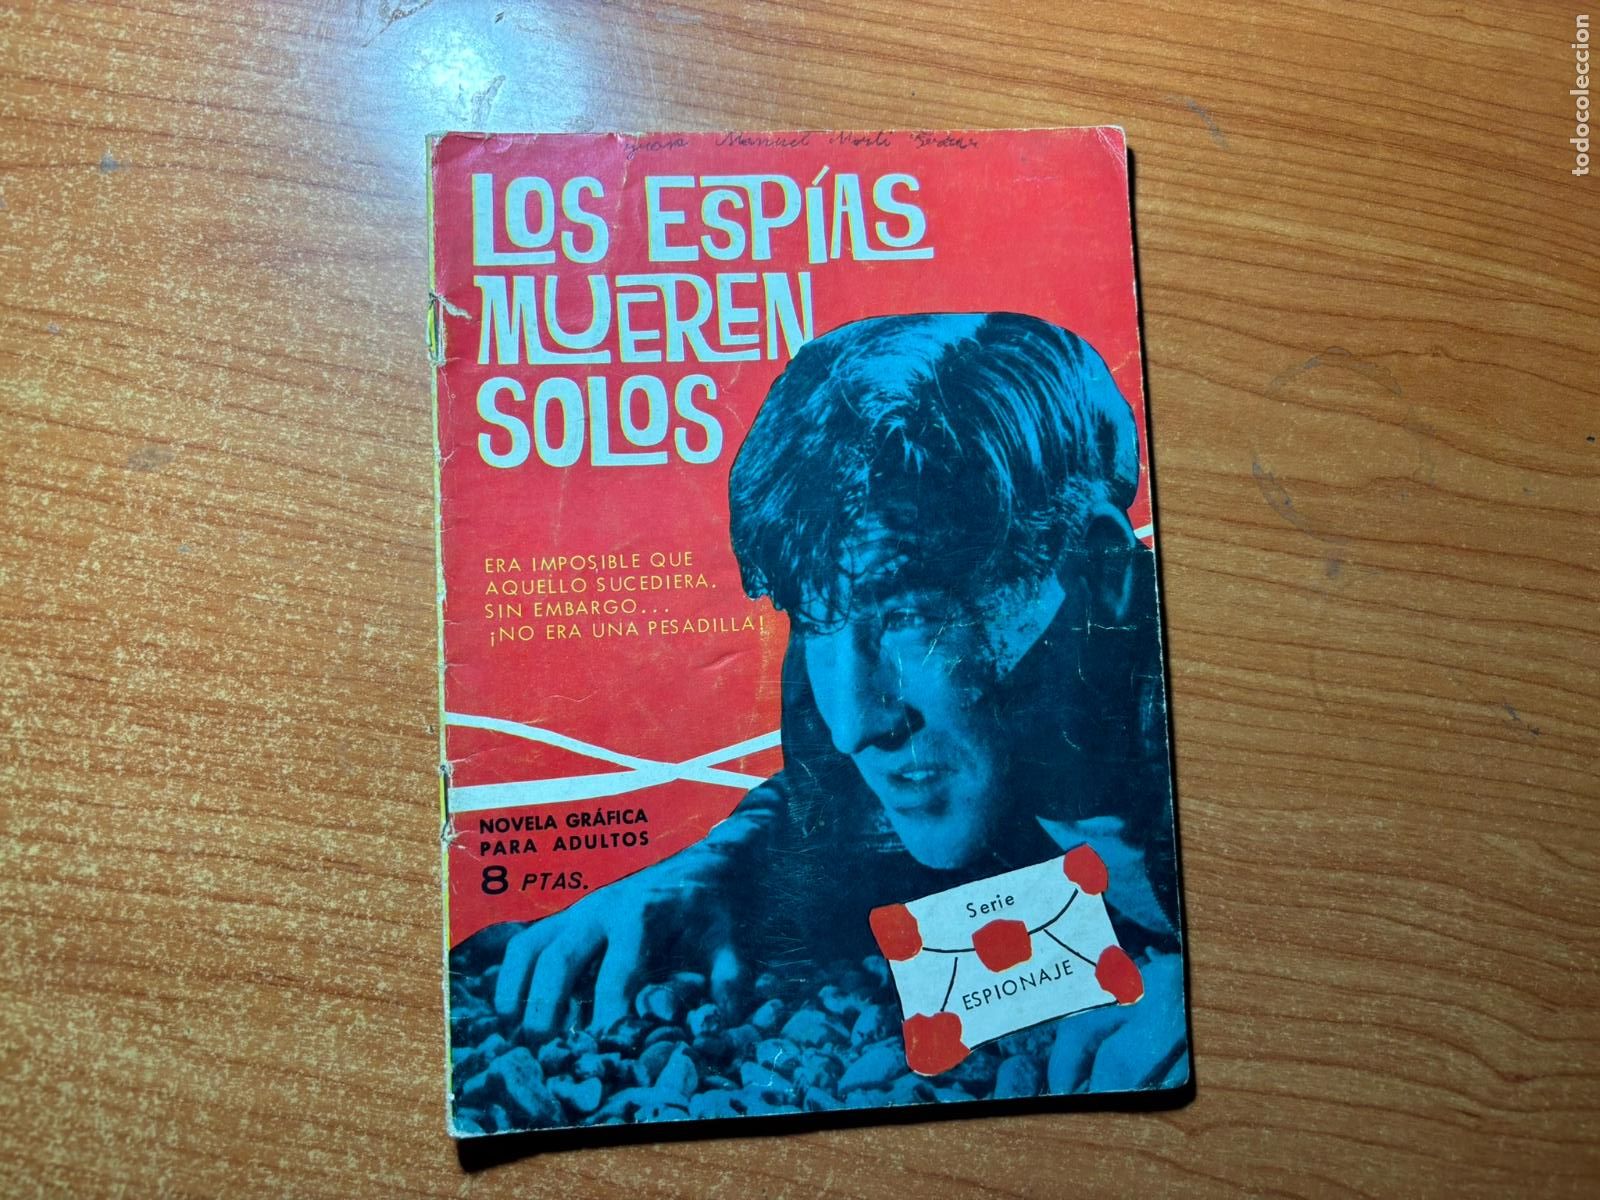 Manuel
LOS ESPÍAS
MUEREN
SOLOS
ERA IMPOSIBLE QUE
AQUELLO SUCEDIERA.
SIN EMBARGO...
¡NO ERA UNA PESADILLA!
NOVELA GRÁFICA
PARA ADULTOS
8 PTAS.
Serie
ESPIONAJE
todocoleccion